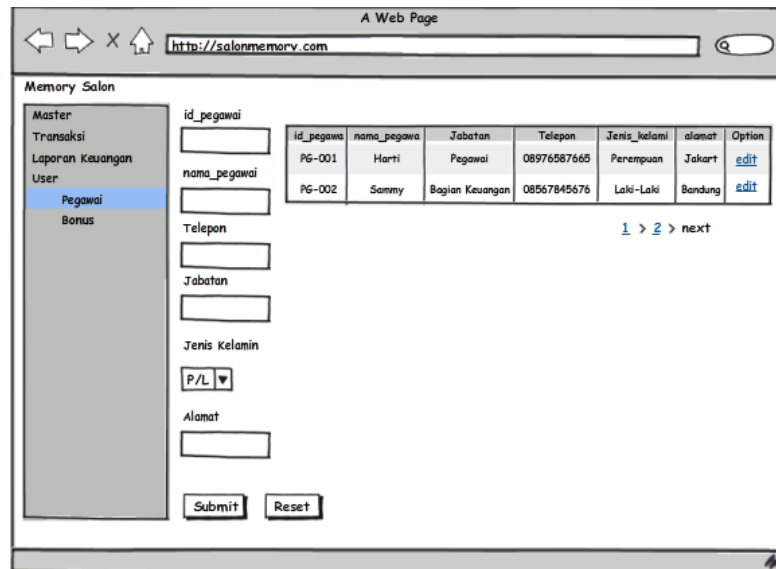 A Web Page
http://salonmemory.com
Memory Salon
Master
Transaksi
Laporan Keuangan
User
Pegawai
Bonus
id_pegawai
nama_pegawai
Telepon
Jabatan
Jenis Kelamin
P/L
Alamat
Submit Reset
id_pegawa nama_pegawa Jabatan Telepon Jenis_kelami alamat Option
PG-001 Harti Pegawai 08976587665 Perempuan Jakart edit
PG-002 Sammy Bagian Keuangan 08567845676 Laki-Laki Bandung edit
1 > 2 > next